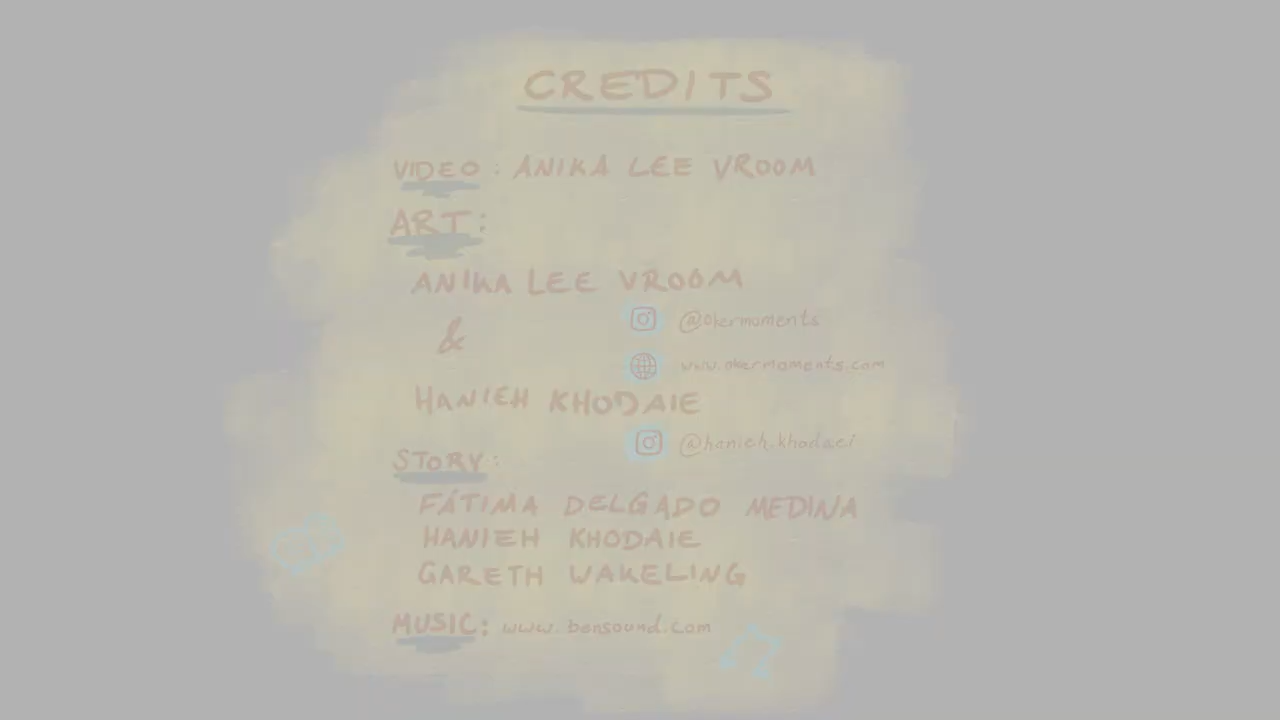 CREDITS
VIDEO: ANIKA LEE VROOM
ART:
ANIKA LEE VROOM
@okermoments
&
www.okermoments.com
HANIEH KHODAIE
@hanieh.khodaei
STORY:
FÁTIMA DELGADO MEDINA
HANIEH KHODAIE
GARETH WAKELING
MUSIC: www.bensound.com